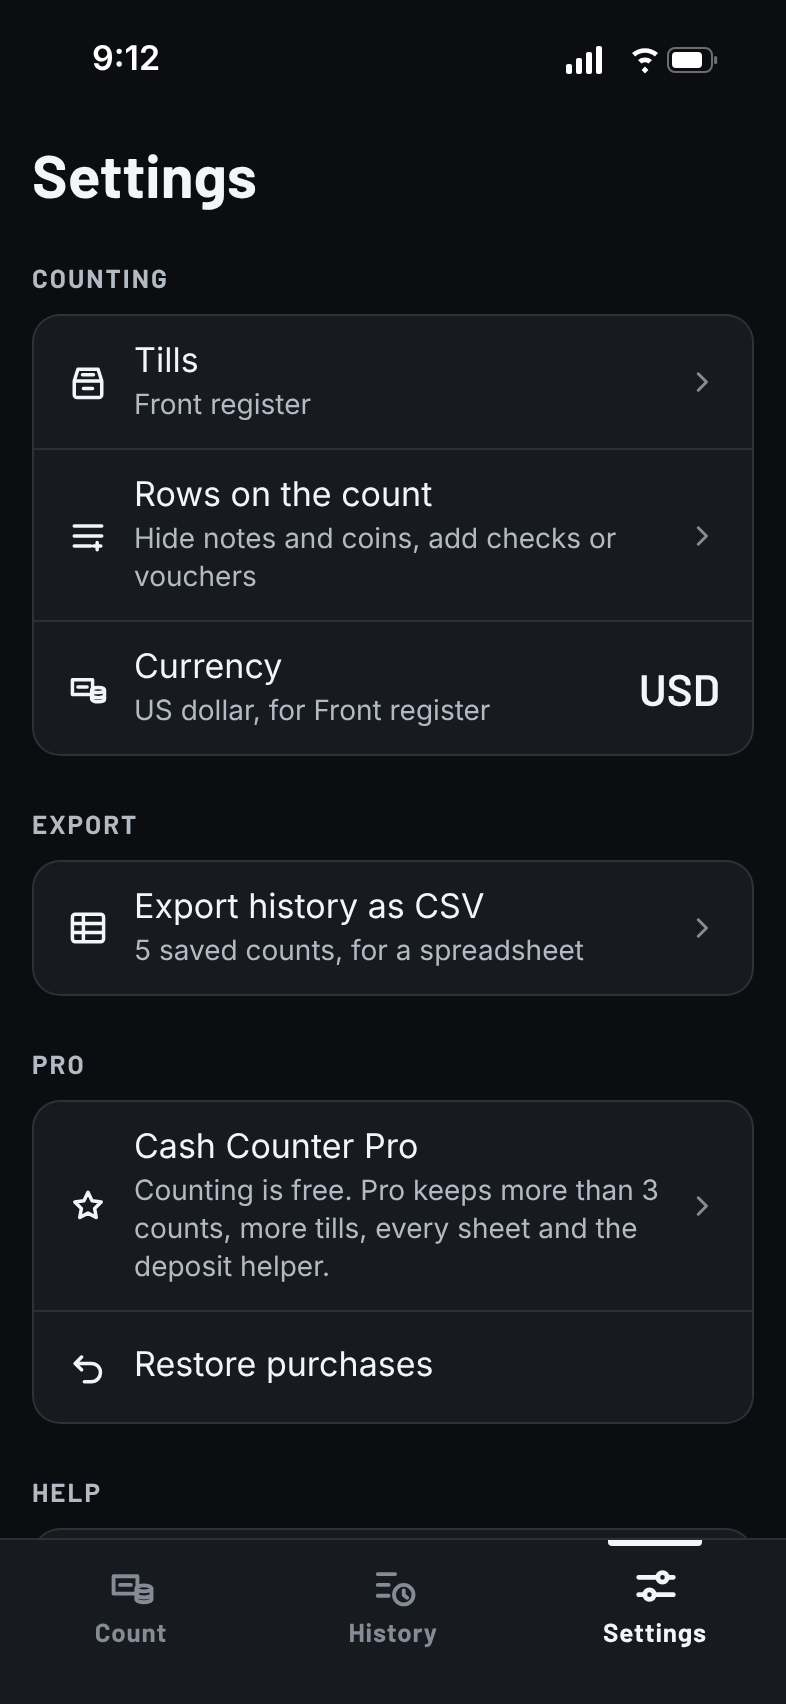 9:12
Settings
COUNTING
Tills
Front register
Rows on the count
Hide notes and coins, add checks or
vouchers
Currency
US dollar, for Front register
USD
EXPORT
Export history as CSV
5 saved counts, for a spreadsheet
PRO
Cash Counter Pro
Counting is free. Pro keeps more than 3
counts, more tills, every sheet and the
deposit helper.
Restore purchases
HELP
Count
History
Settings